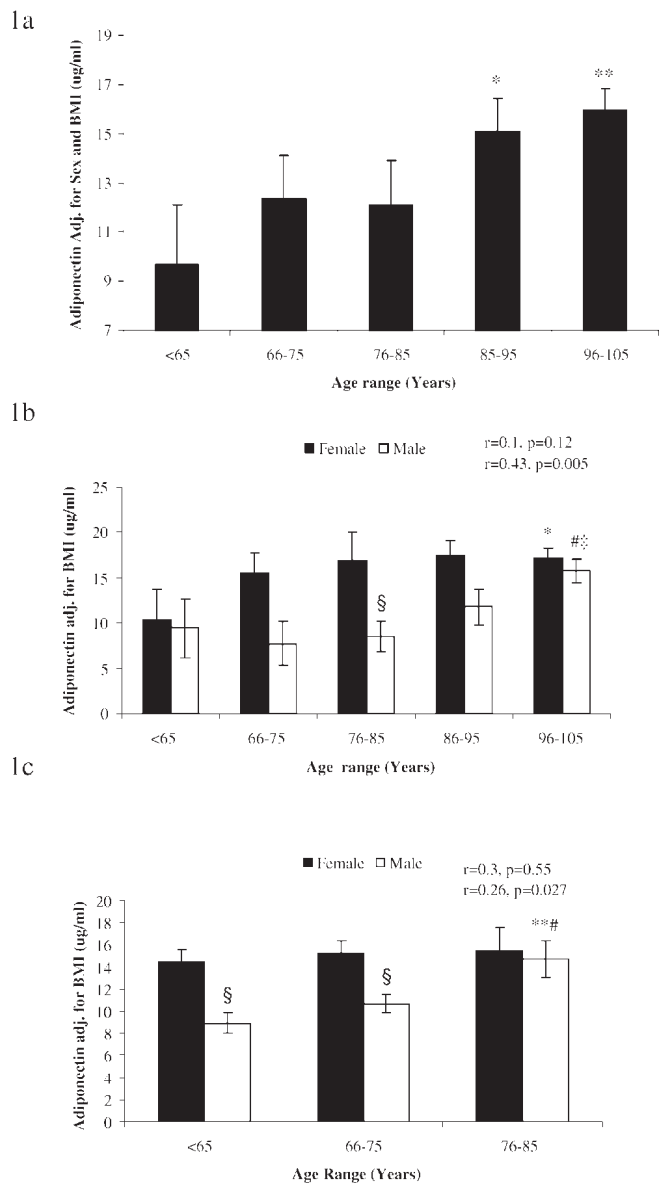 1a
Adiponectin Adj. for Sex and BMI (ug/ml)
19
17
15
13
11
9
7
*
**
<65
66-75
76-85
85-95
96-105
Age range (Years)
1b
Female
Male
r=0.1, p=0.12
r=0.43, p=0.005
Adiponectin adj. for BMI (ug/ml)
25
20
15
10
5
0
§
*
#‡
<65
66-75
76-85
86-95
96-105
Age range (Years)
1c
Female
Male
r=0.3, p=0.55
r=0.26, p=0.027
Adiponectin adj. for BMI (ug/ml)
20
18
16
14
12
10
8
6
4
2
0
§
§
**#
<65
66-75
76-85
Age Range (Years)